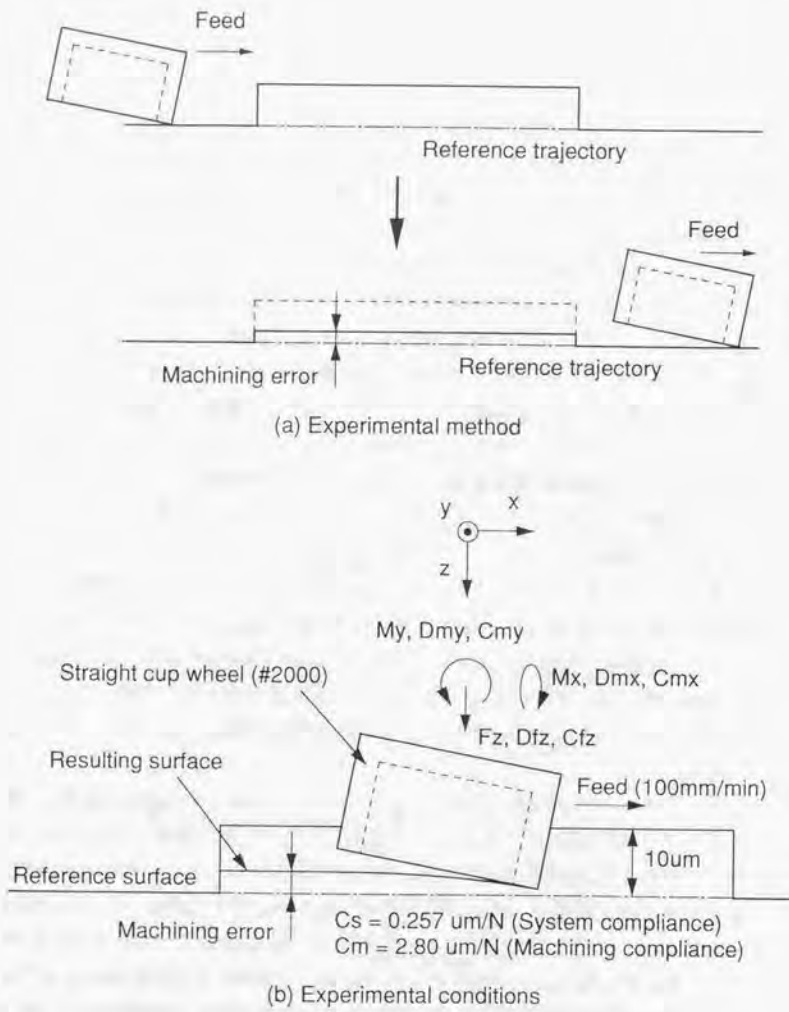 Feed
Reference trajectory
Feed
Machining error
Reference trajectory
(a) Experimental method
y
x
z
My, Dmy, Cmy
Straight cup wheel (#2000)
Mx, Dmx, Cmx
Fz, Dfz, Cfz
Resulting surface
Feed (100mm/min)
10um
Reference surface
Machining error
Cs = 0.257 um/N (System compliance)
Cm = 2.80 um/N (Machining compliance)
(b) Experimental conditions